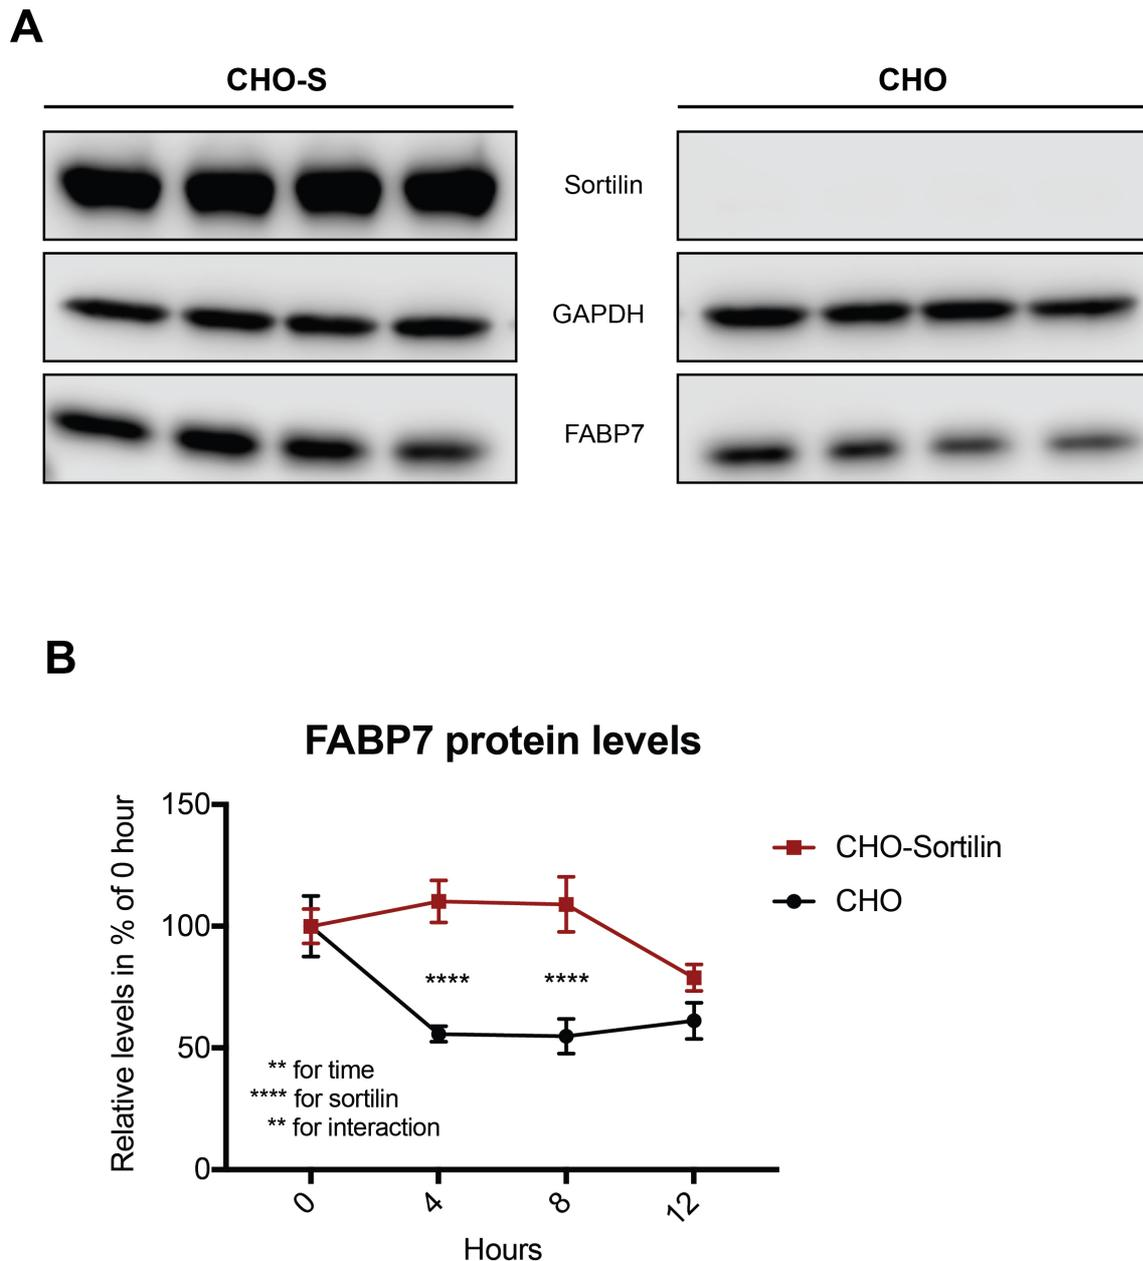 A
CHO-S
CHO
Sortilin
GAPDH
FABP7
B
FABP7 protein levels
Relative levels in % of 0 hour
150
100
50
0
CHO-Sortilin
CHO
****
****
** for time
**** for sortilin
** for interaction
0
4
8
12
Hours